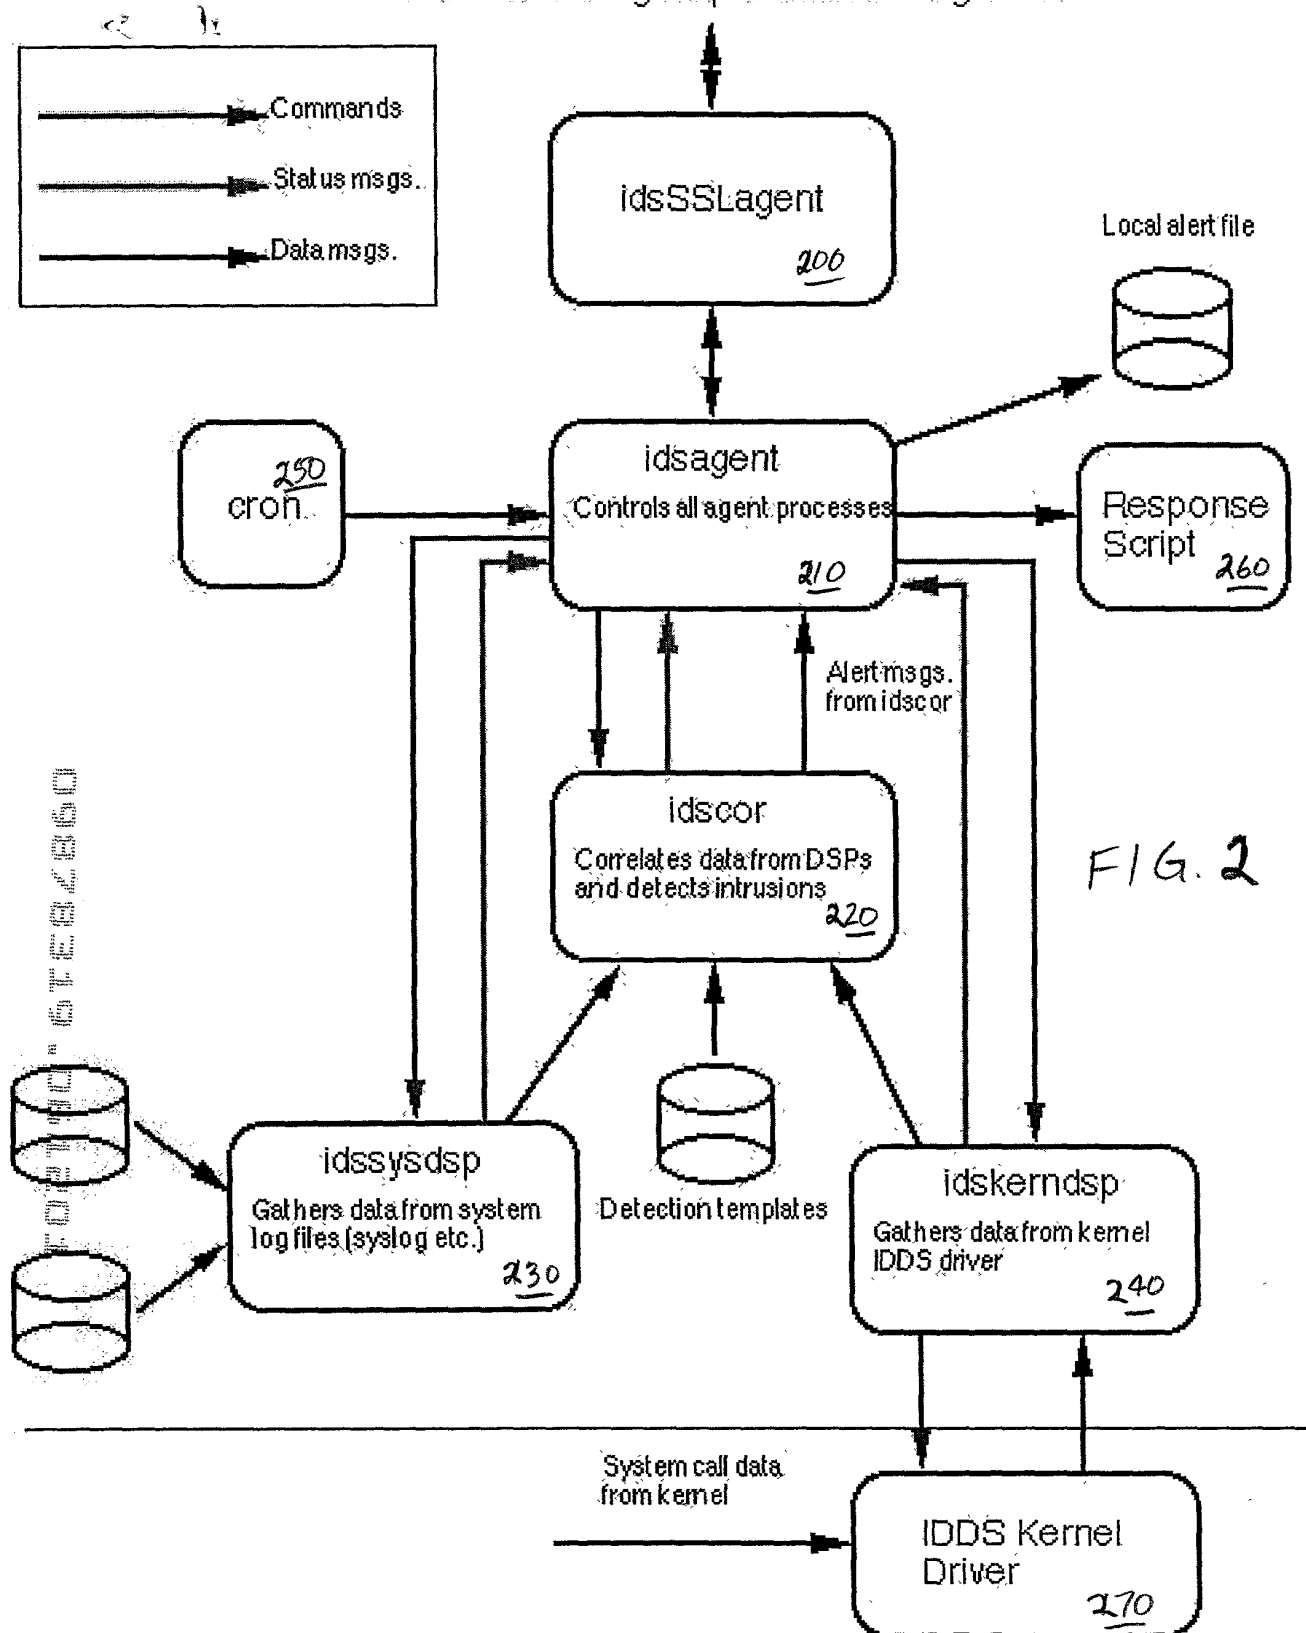 Commands
Status msgs.
Data msgs.
idsSSLagent
200
Local alert file
cron
250
idsagent
Controls all agent processes
210
Response
Script
260
Alert msgs.
from idscor
idscor
Correlates data from DSPs
and detects intrusions
220
FIG. 2
idssysdsp
Gathers data from system
log files (syslog etc.)
230
Detection templates
idskerndsp
Gathers data from kernel
IDDS driver
240
System call data
from kernel
IDDS Kernel
Driver
270